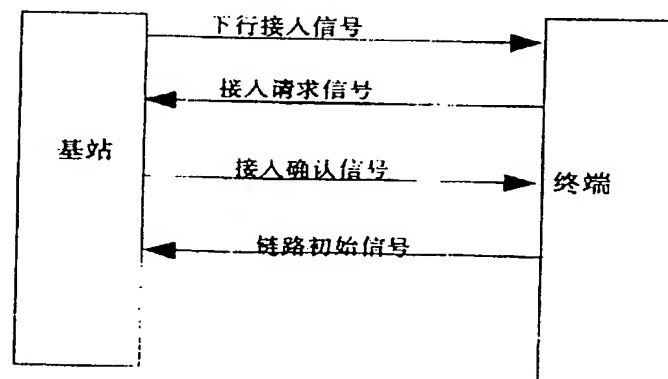 下行接入信号
接入请求信号
基站
接入确认信号
终端
链路初始信号